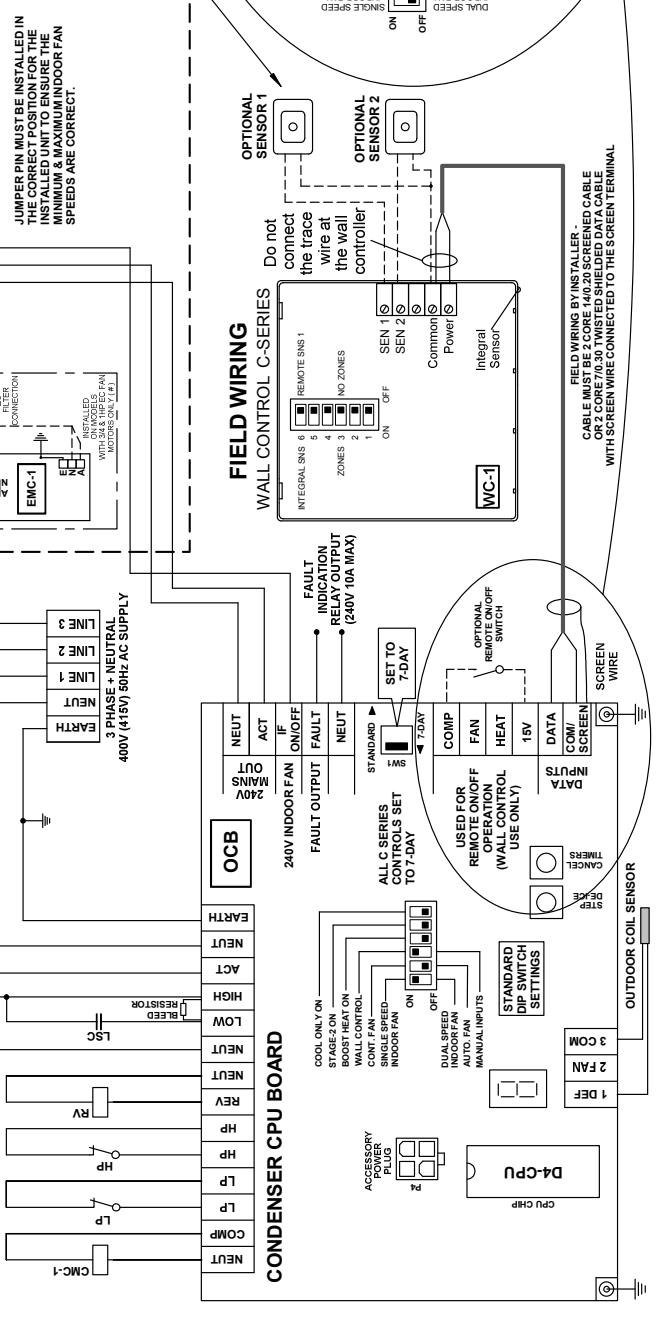 JUMPER PIN MUST BE INSTALLED IN
THE CORRECT POSITION FOR THE
INSTALLED UNIT TO ENSURE THE
MINIMUM & MAXIMUM INDOOR FAN
SPEEDS ARE CORRECT.
SINGLE SPEED
ON
OFF
DUAL SPEED
OPTIONAL
SENSOR 1
OPTIONAL
SENSOR 2
Do not
connect
the trace
wire at
the wall
controller
FILTER
CONNECTION
INSTALLED
ON MODELS
WITH 3/4 & 1HP EC FAN
MOTORS ONLY ( # )
EMC-1
E
N
A
FIELD WIRING
WALL CONTROL C-SERIES
INTEGRAL SNS 6 REMOTE SNS 1
5
4
ZONES 3 NO ZONES
2
1
ON OFF
SEN 1
SEN 2
Common
Power
Integral
Sensor
WC-1
FIELD WIRING BY INSTALLER -
CABLE MUST BE 2 CORE 14/0.20 SCREENED CABLE
OR 2 CORE 7/0.30 TWISTED SHIELDED DATA CABLE
WITH SCREEN WIRE CONNECTED TO THE SCREEN TERMINAL
LINE 3
LINE 2
LINE 1
NEUT
EARTH
3 PHASE + NEUTRAL
400V (415V) 50Hz AC SUPPLY
FAULT
INDICATION
RELAY OUTPUT
(240V 10A MAX)
SET TO
7-DAY
OPTIONAL
REMOTE ON/OFF
SWITCH
SCREEN
WIRE
OCB
240V
MAINS
OUT
NEUT
ACT
240V INDOOR FAN
IF
ON/OFF
FAULT OUTPUT
FAULT
NEUT
STANDARD
SW1
7-DAY
ALL C SERIES
CONTROLS SET
TO 7-DAY
COMP
FAN
HEAT
15V
USED FOR
REMOTE ON/OFF
OPERATION
(WALL CONTROL
USE ONLY)
DATA
COM/
SCREEN
DATA
INPUTS
CANCEL
TIMERS
STEP
DE-ICE
EARTH
NEUT
ACT
HIGH
LOW
NEUT
NEUT
REV
HP
HP
LP
LP
COMP
NEUT
BLEED
RESISTOR
LSC
RV
HP
LP
CMC-1
CONDENSER CPU BOARD
COOL ONLY ON
STAGE-2 ON
BOOST HEAT ON
WALL CONTROL
CONT. FAN
SINGLE SPEED
INDOOR FAN
ON
OFF
DUAL SPEED
INDOOR FAN
AUTO. FAN
MANUAL INPUTS
STANDARD
DIP SWITCH
SETTINGS
OUTDOOR COIL SENSOR
3 COM
2 FAN
1 DEF
ACCESSORY
POWER
PLUG
P4
D4-CPU
CPU CHIP